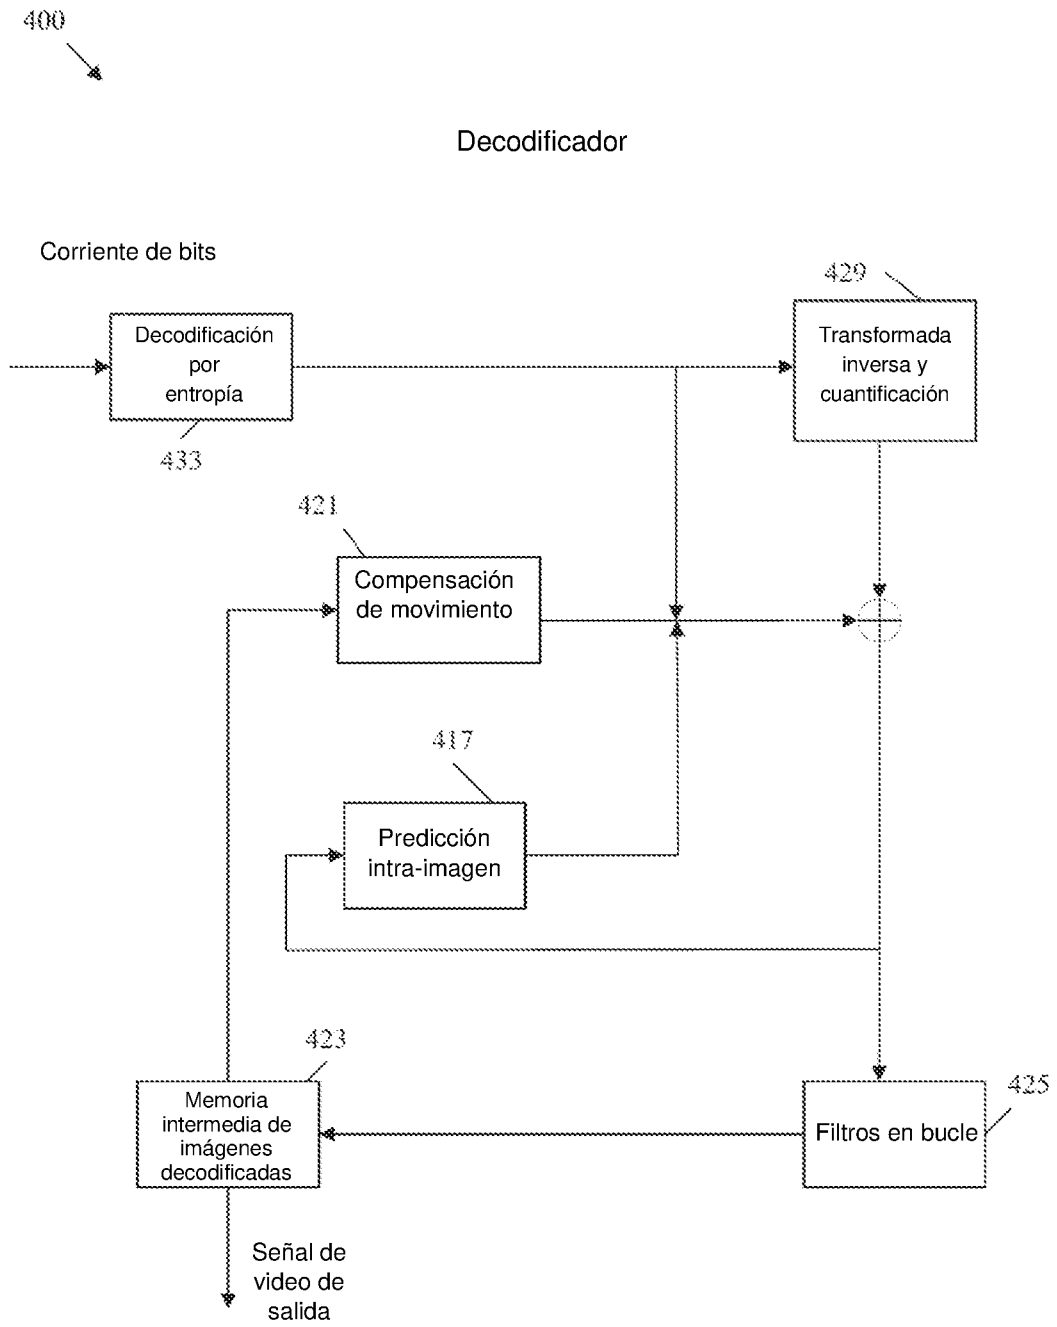 400
Decodificador
Corriente de bits
429
Decodificación
por
entropía
Transformada
inversa y
cuantificación
433
421
Compensación
de movimiento
417
Predicción
intra-imagen
423
Memoria
intermedia de
imágenes
decodificadas
425
Filtros en bucle
Señal de
video de
salida